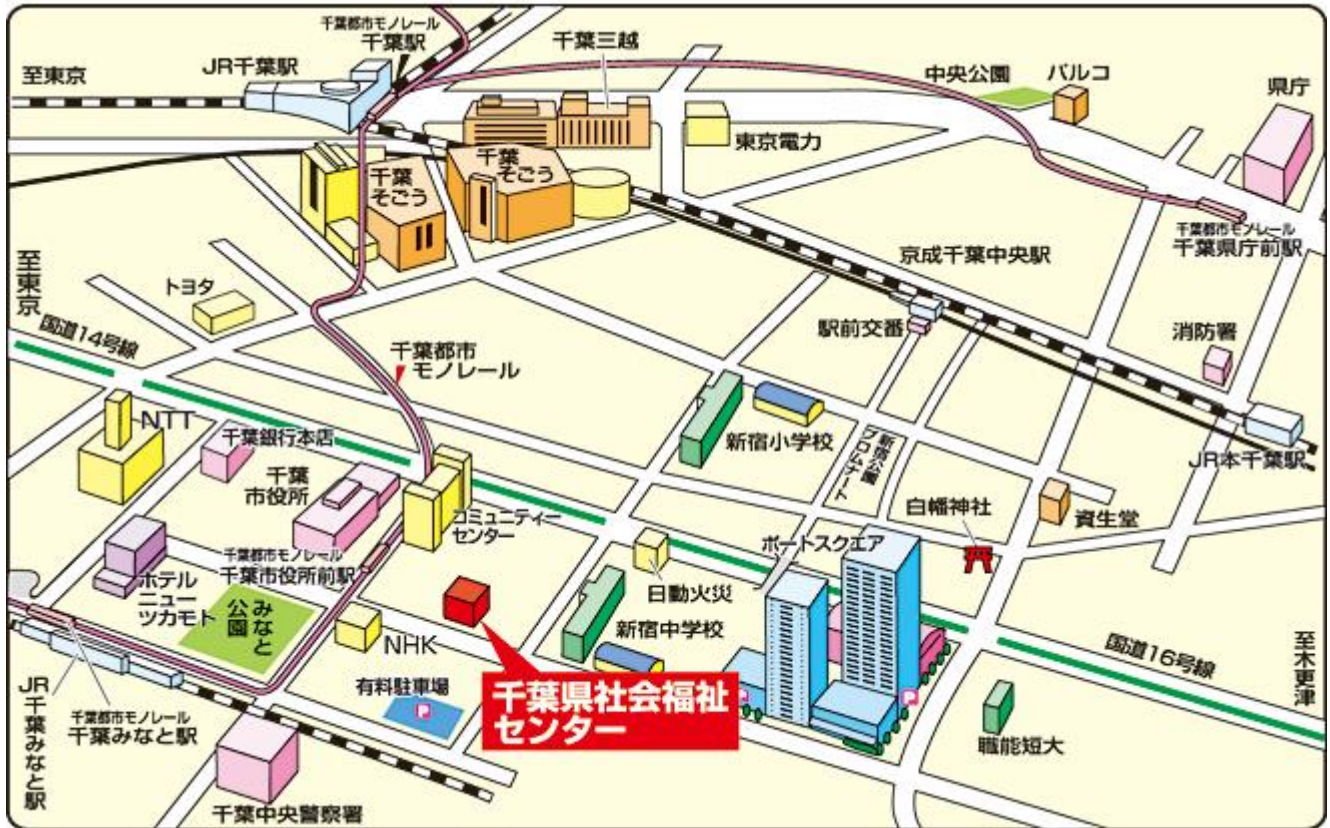 千葉都市モノレール
千葉駅
千葉三越
JR千葉駅
至東京
中央公園
パルコ
県庁
東京電力
千葉
そごう
千葉
そごう
千葉都市モノレール
千葉県庁前駅
京成千葉中央駅
至東京
トヨタ
国道14号線
駅前交番
消防署
千葉都市
モノレール
NTT
千葉銀行本店
新宿小学校
新宿公園
プロムナード
JR本千葉駅
千葉
市役所
白幡神社
資生堂
コミュニティー
センター
ポートスクエア
千葉都市モノレール
千葉市役所前駅
ホテル
ニュー
ツカモト
みなと
公園
日動火災
新宿中学校
NHK
国道16号線
至木更津
有料駐車場
P
千葉県社会福祉
センター
P
P
JR千葉みなと駅
千葉都市モノレール
千葉みなと駅
職能短大
千葉中央警察署